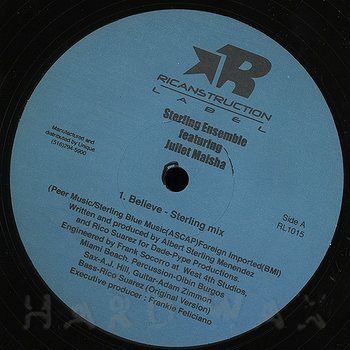 R
RICANSTRUCTION
LABEL
Sterling Ensemble
featuring
Juliet Maisha
Manufactured and
distributed by Unique
(516)294-5900
Side A
RL1015
1. Believe - Sterling mix
(Peer Music/Sterling Blue Music(ASCAP)Foreign Imported(BMI)
Written and produced by Albert Sterling Menendez
and Rico Suarez for Dade-Pype Productions
Engineered by Frank Socorro at West 4th Studios,
Miami Beach. Percussion-Olbin Burgos
Sax-A.J. Hill, Guitar-Adam Zimmon
Bass-Rico Suarez (Original Version)
Executive producer : Frankie Feliciano
HARD WAX